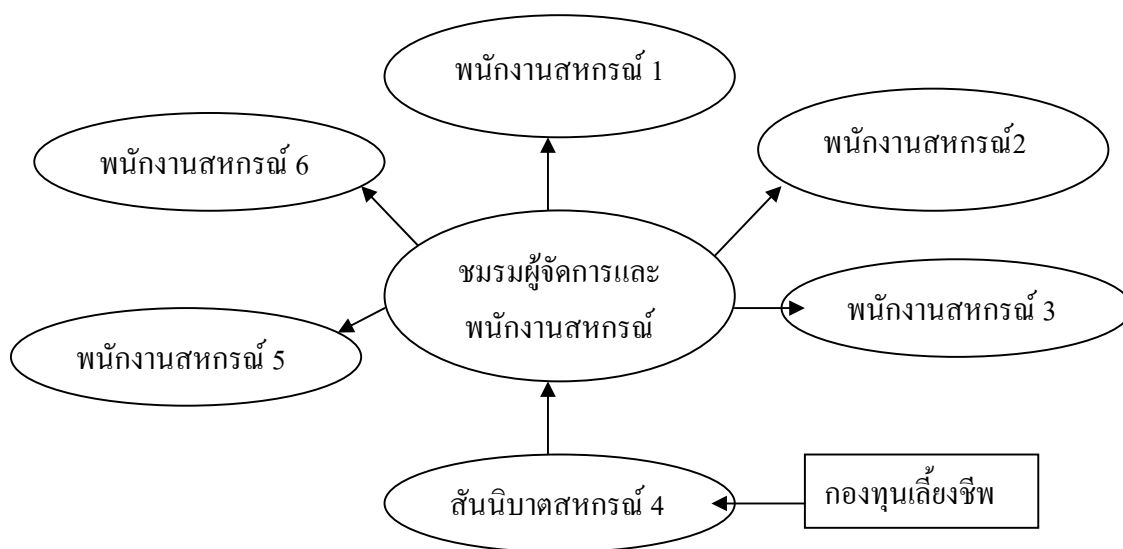 พนักงานสหกรณ์ 1
พนักงานสหกรณ์2
พนักงานสหกรณ์ 6
ชมรมผู้จัดการและ
พนักงานสหกรณ์
พนักงานสหกรณ์ 3
พนักงานสหกรณ์ 5
สันนิบาตสหกรณ์ 4
กองทุนเลี้ยงชีพ